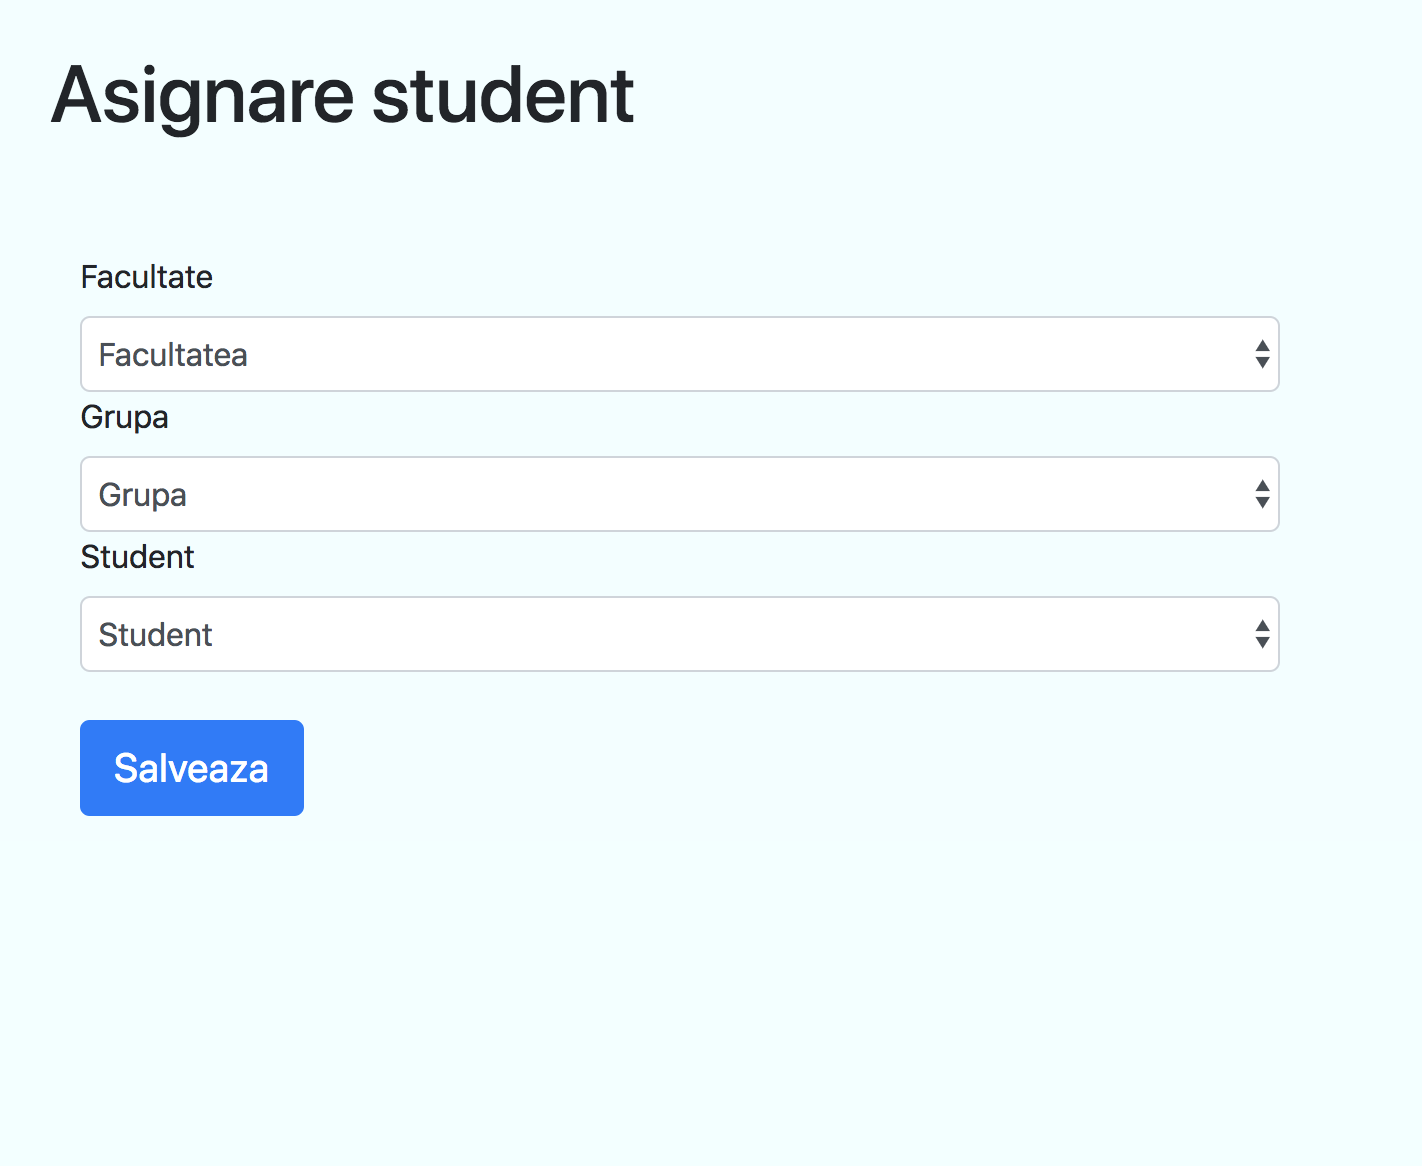 Asignare student
Facultate
Facultatea
Grupa
Grupa
Student
Student
Salveaza